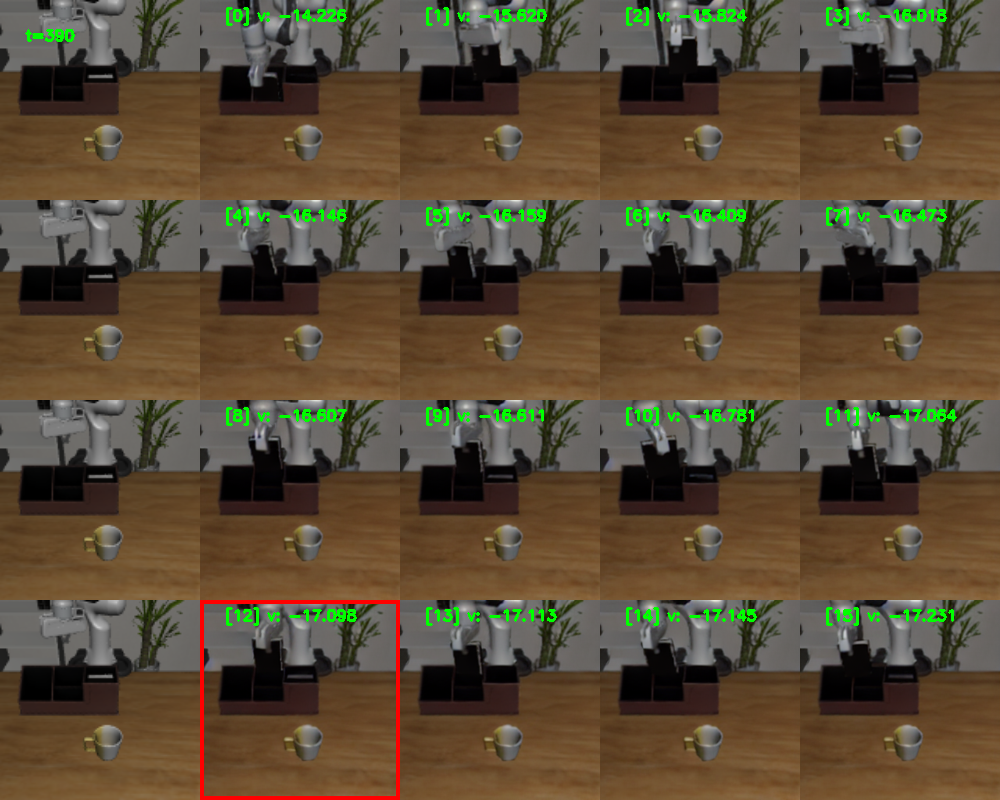 t=390
[0] v: -14.226
[1] v: -15.620
[2] v: -15.824
[3] v: -16.018
[4] v: -16.146
[5] v: -16.159
[6] v: -16.409
[7] v: -16.473
[8] v: -16.607
[9] v: -16.611
[10] v: -16.781
[11] v: -17.064
[12] v: -17.098
[13] v: -17.113
[14] v: -17.145
[15] v: -17.231